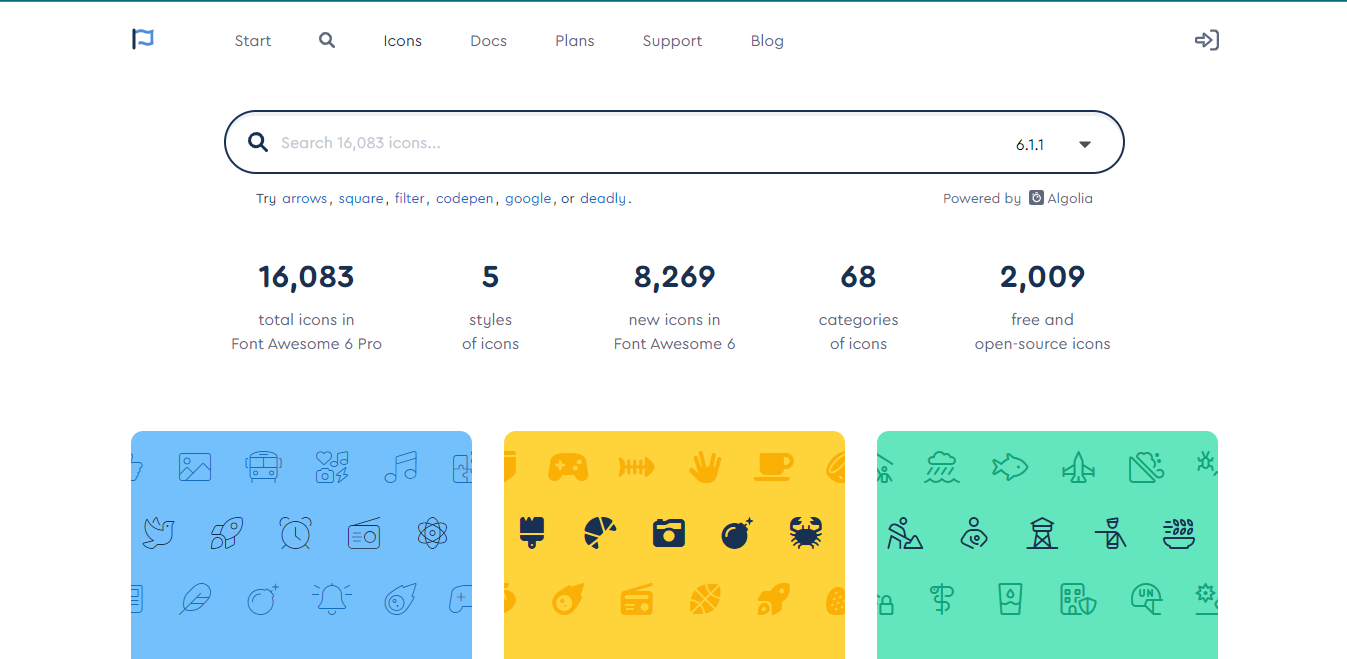 Start Icons Docs Plans Support Blog
Search 16,083 icons...
6.1.1
Try arrows, square, filter, codepen, google, or deadly.
Powered by Algolia
16,083
total icons in
Font Awesome 6 Pro
5
styles
of icons
8,269
new icons in
Font Awesome 6
68
categories
of icons
2,009
free and
open-source icons
UN